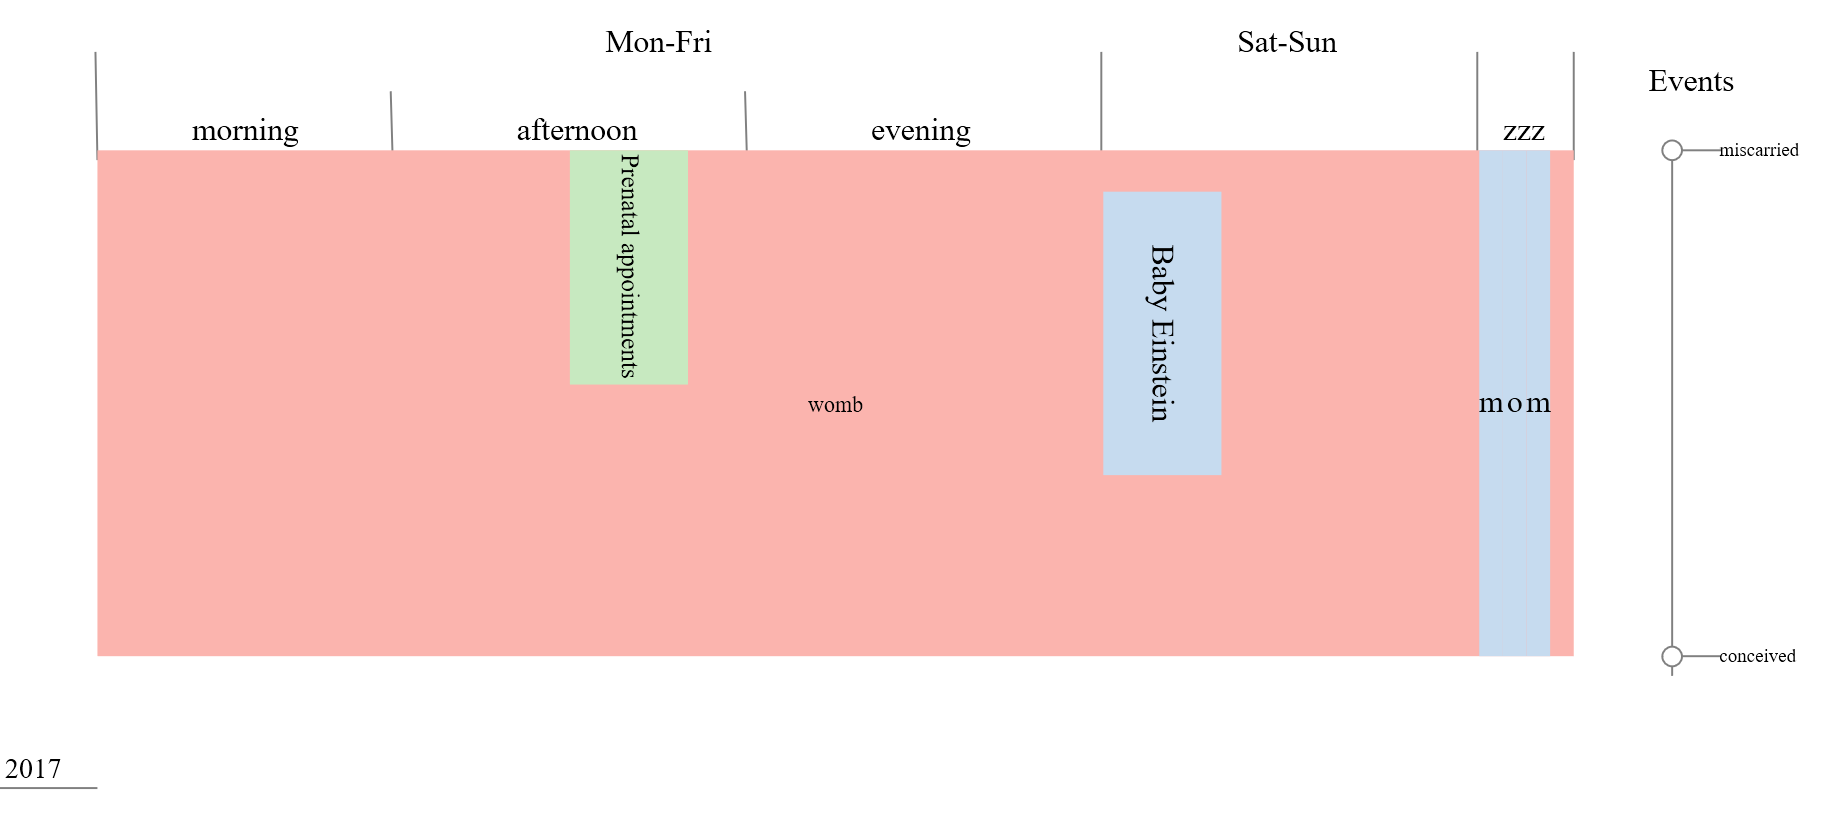 Mon-Fri
Sat-Sun
Events
morning
afternoon
evening
zzz
miscarried
Prenatal appointments
Baby Einstein
womb
mom
conceived
2017